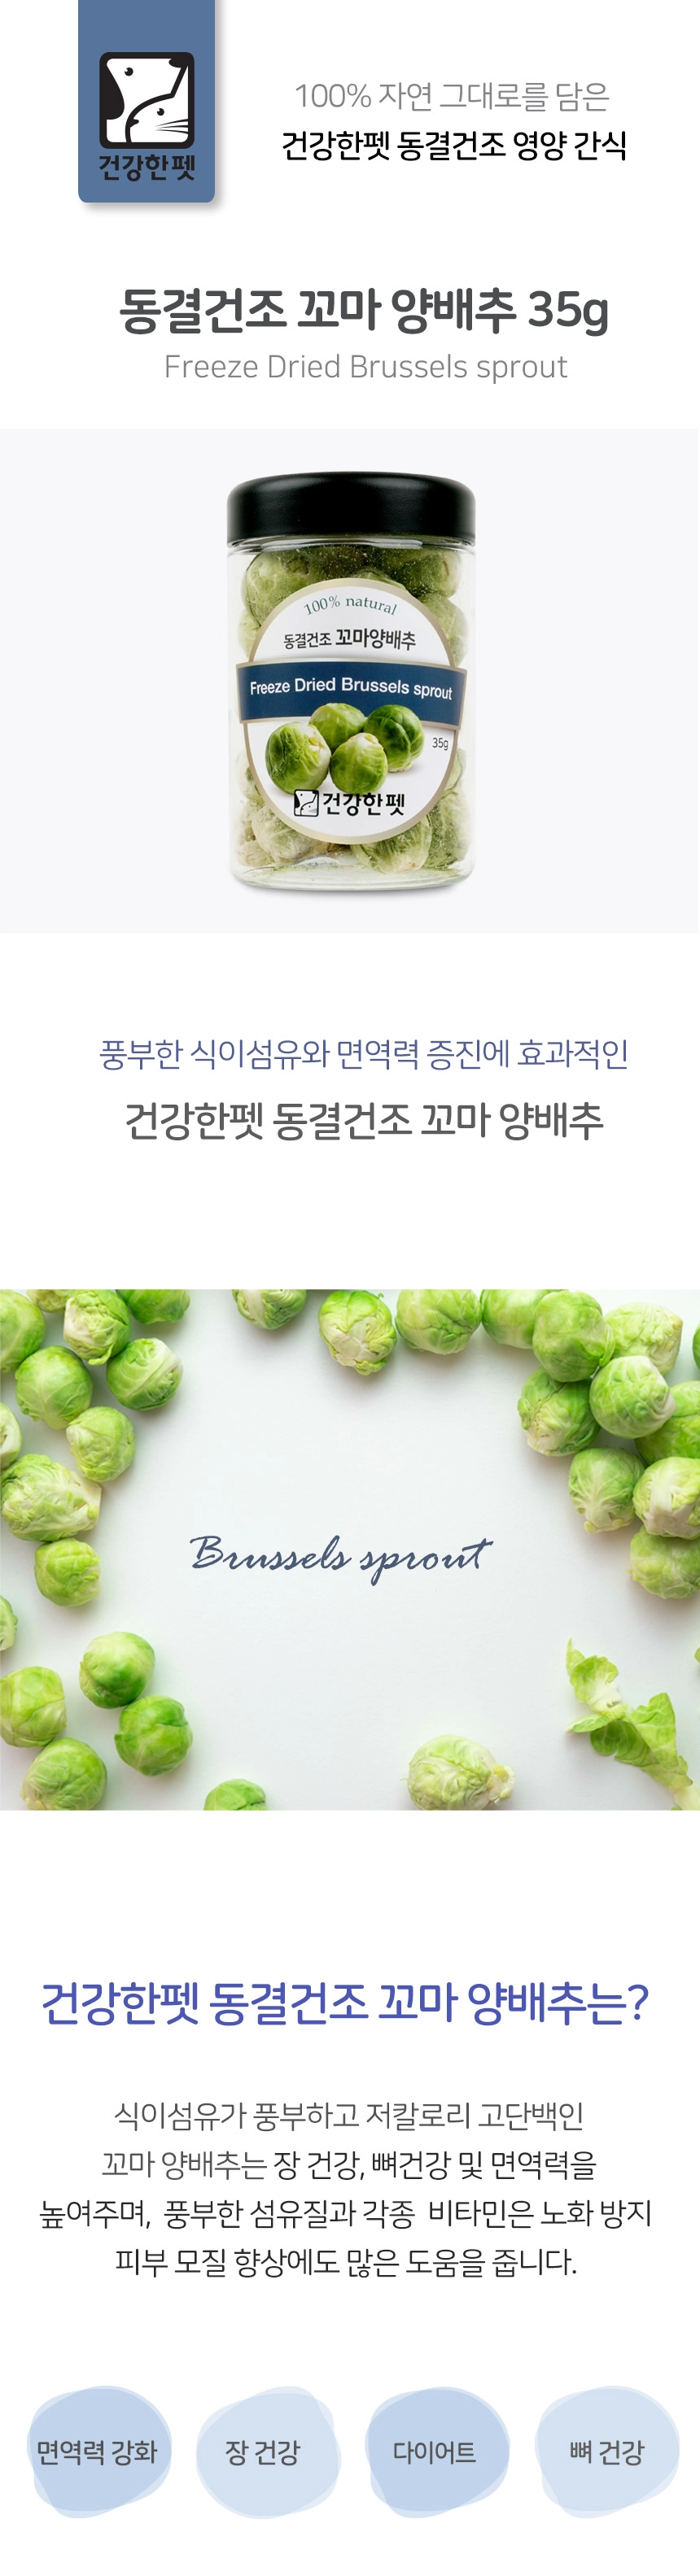 건강한펫
100% 자연 그대로를 담은
건강한펫 동결건조 영양 간식
동결건조 꼬마 양배추 35g
Freeze Dried Brussels sprout
100% natural
동결건조 꼬마양배추
Freeze Dried Brussels sprout
35g
건강한펫
풍부한 식이섬유와 면역력 증진에 효과적인
건강한펫 동결건조 꼬마 양배추
Brussels sprout
건강한펫 동결건조 꼬마 양배추는?
식이섬유가 풍부하고 저칼로리 고단백인
꼬마 양배추는 장 건강, 뼈건강 및 면역력을
높여주며, 풍부한 섬유질과 각종 비타민은 노화 방지
피부 모질 향상에도 많은 도움을 줍니다.
면역력 강화
장 건강
다이어트
뼈 건강